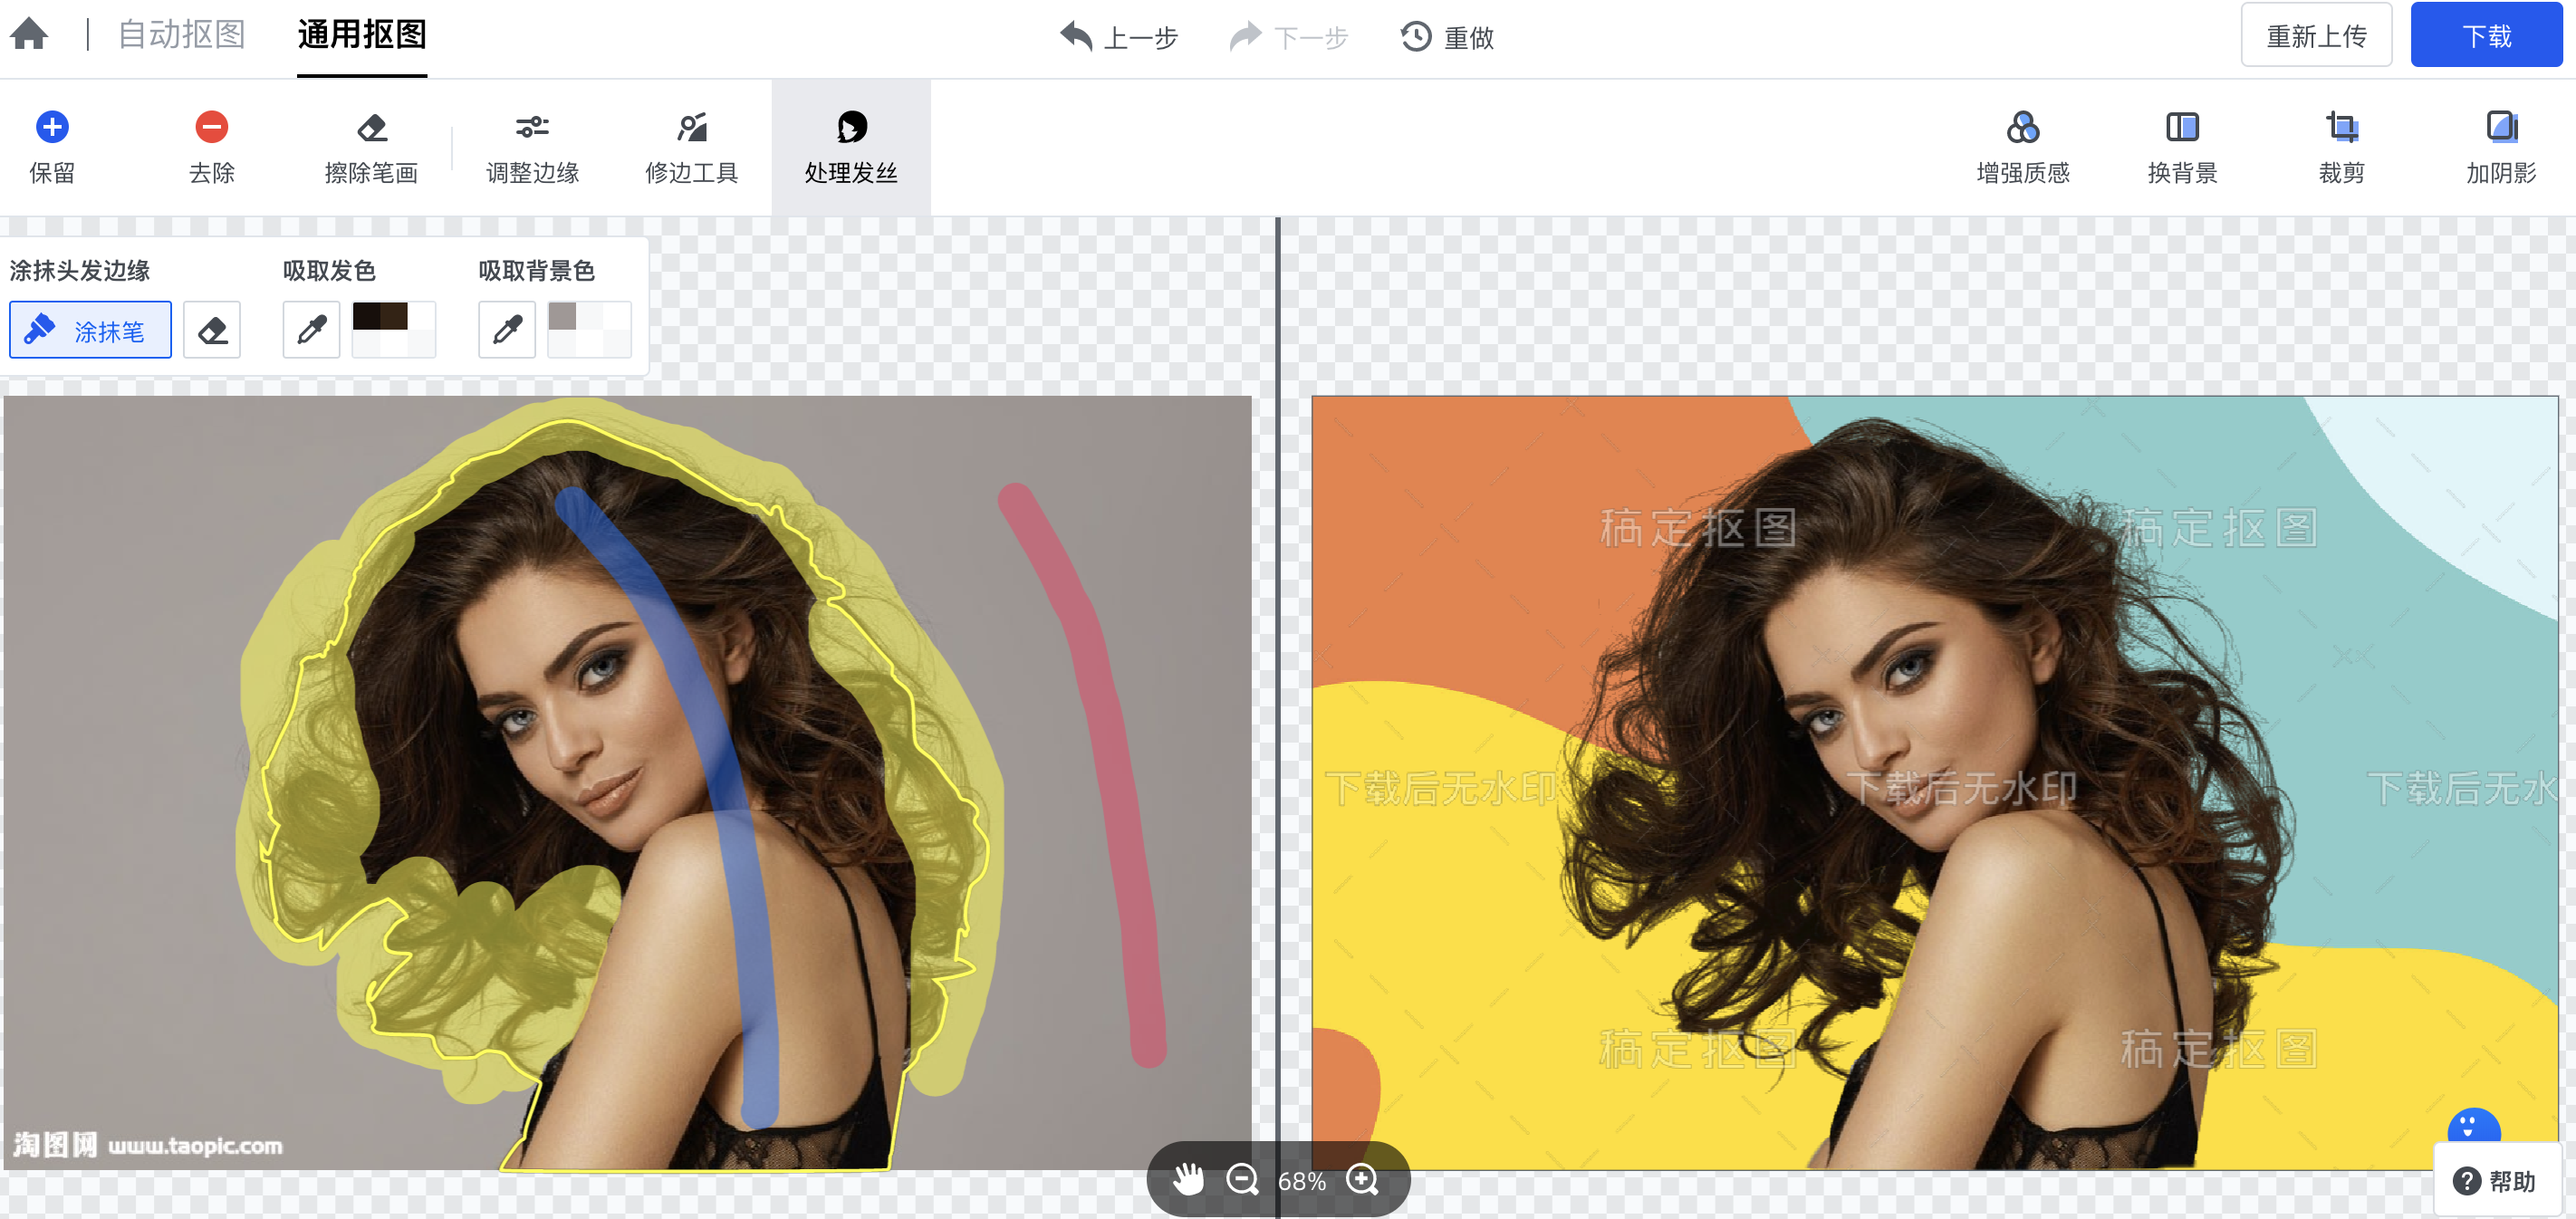 自动抠图 通用抠图 上一步 下一步 重做 重新上传 下载
保留 去除 擦除笔画 调整边缘 修边工具 处理发丝 增强质感 换背景 裁剪 加阴影
涂抹头发边缘 吸取发色 吸取背景色
涂抹笔
稿定抠图 稿定抠图
下载后无水印 下载后无水印 下载后无水
稿定抠图 稿定抠图
淘图网 www.taopic.com
68%
帮助